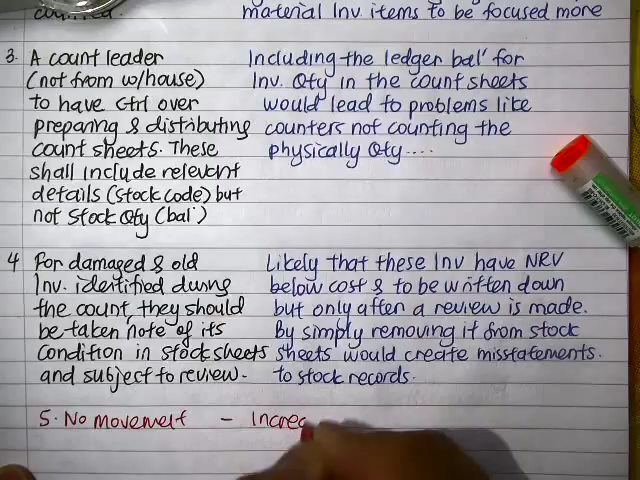 material Inv. items to be focused more
3. A count leader
(not from w/house)
to have ctrl over
preparing & distributing
count sheets. These
shall include relevent
details (stock code) but
not stock Qty (bal')
Including the ledger bal' for
Inv. Qty in the count sheets
would lead to problems like
counters not counting the
physically Qty....
4 For damaged & old
Inv. identified during
the count, they should
be taken note of its
condition in stock sheets
and subject to review.
Likely that these Inv have NRV
below cost & to be written down
but only after a review is made.
By simply removing it from stock
sheets would create misstatements.
to stock records.
5. No movemeŧ - Increa